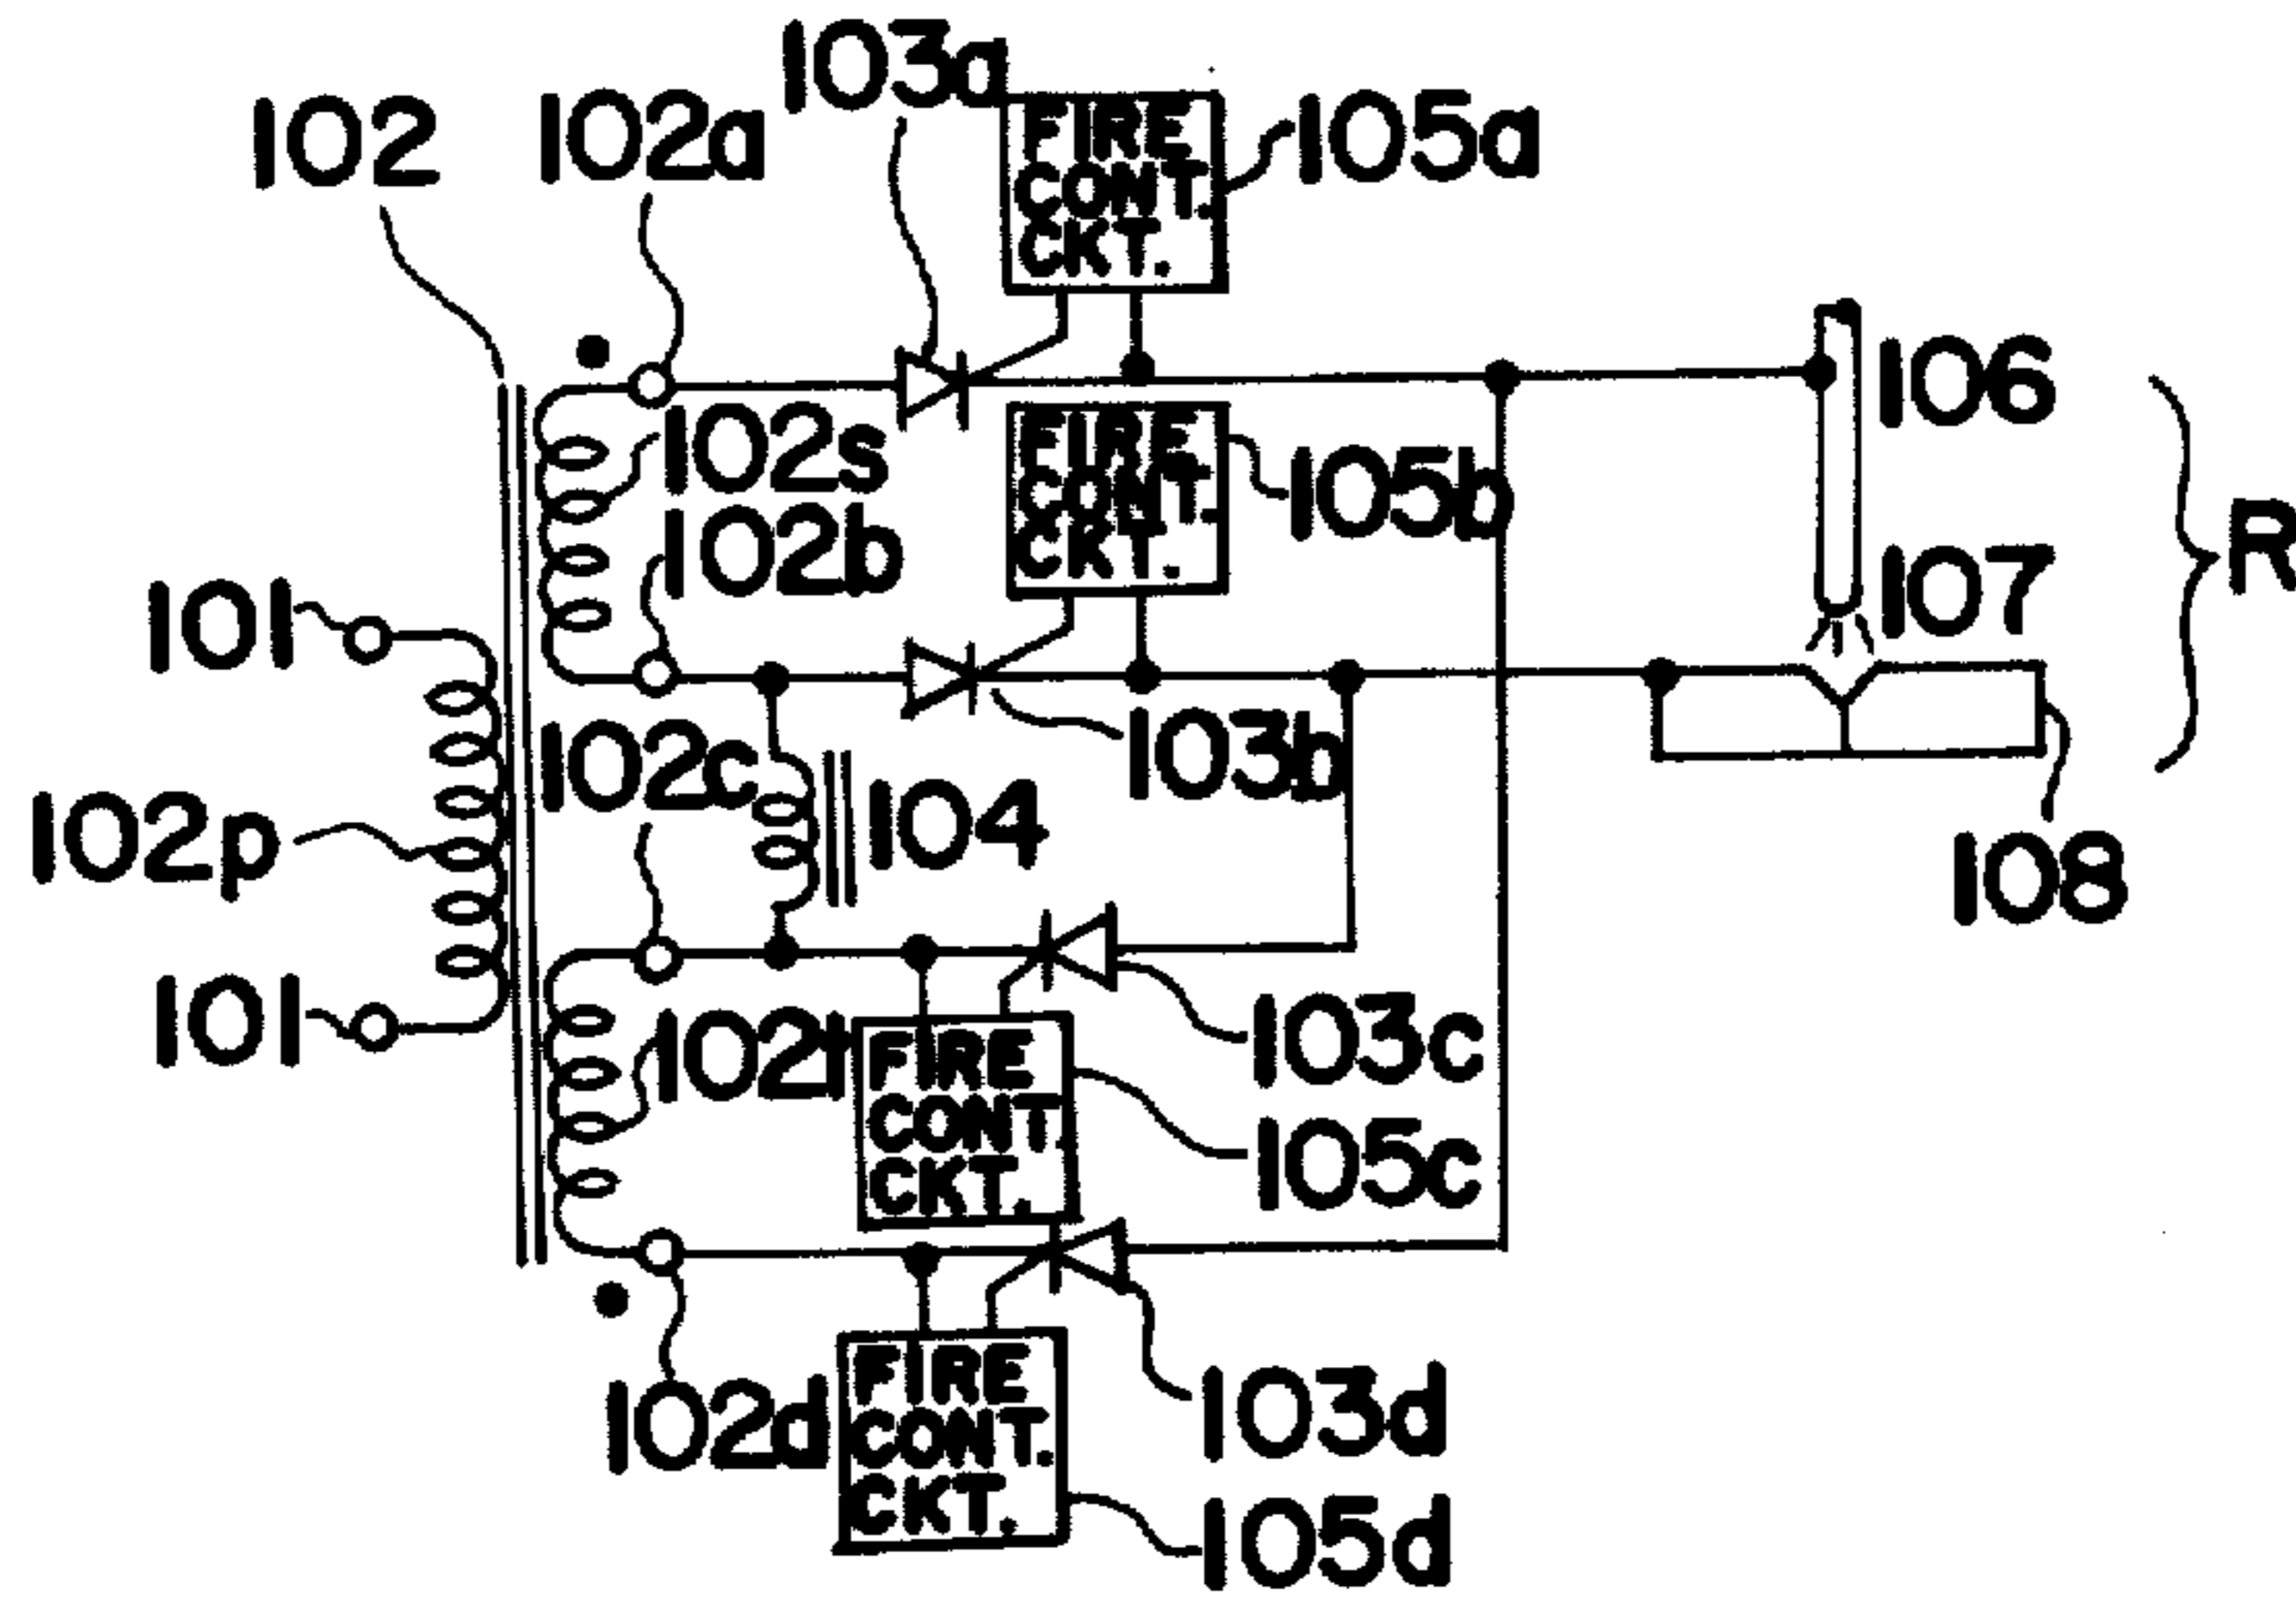 103a
102
102a
FIRE
CONT.
CKT.
105a
106
102s
FIRE
CONT.
CKT.
105b
102b
R
101
107
102c
103b
102p
104
108
101
102f
FIRE
CONT.
CKT.
103c
105c
102d
FIRE
CONT.
CKT.
103d
105d